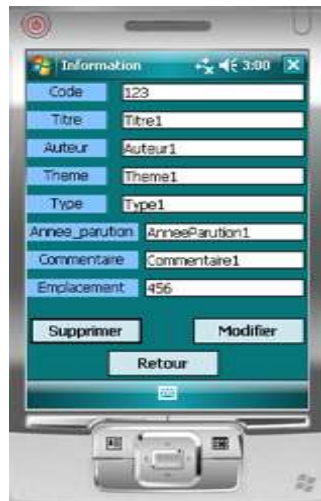 Information 3:00
Code 123
Titre Titre1
Auteur Auteur1
Theme Theme1
Type Type1
Annee_parution AnneeParution1
Commentaire Commentaire1
Emplacement 456
Supprimer Modifier
Retour